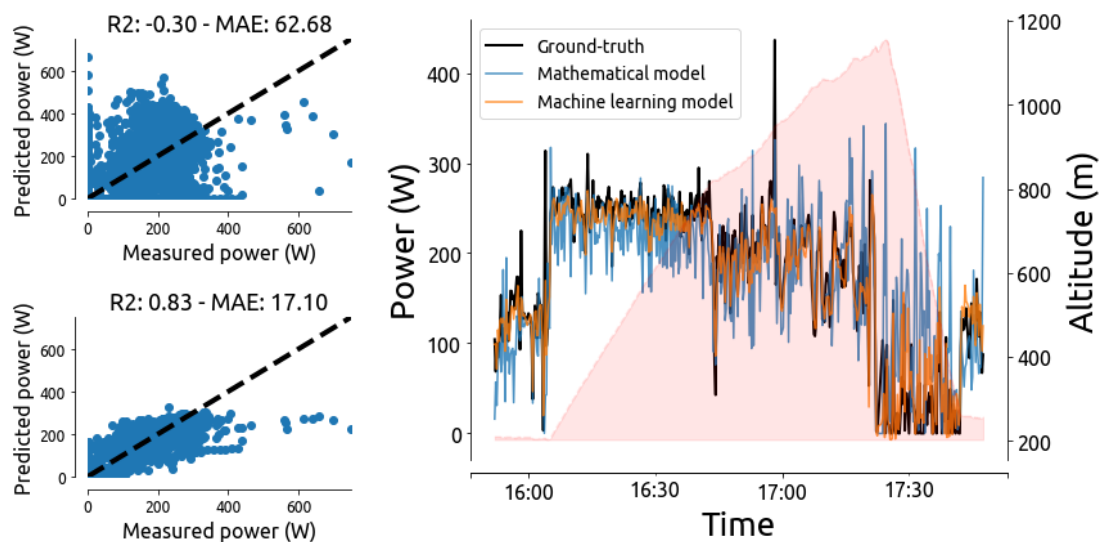 R2: -0.30 - MAE: 62.68
Predicted power (W)
600
400
200
0
0
200
400
600
Measured power (W)
R2: 0.83 - MAE: 17.10
Predicted power (W)
600
400
200
0
0
200
400
600
Measured power (W)
Ground-truth
Mathematical model
Machine learning model
Power (W)
400
300
200
100
0
1200
1000
800
600
400
200
Altitude (m)
16:00
16:30
17:00
17:30
Time